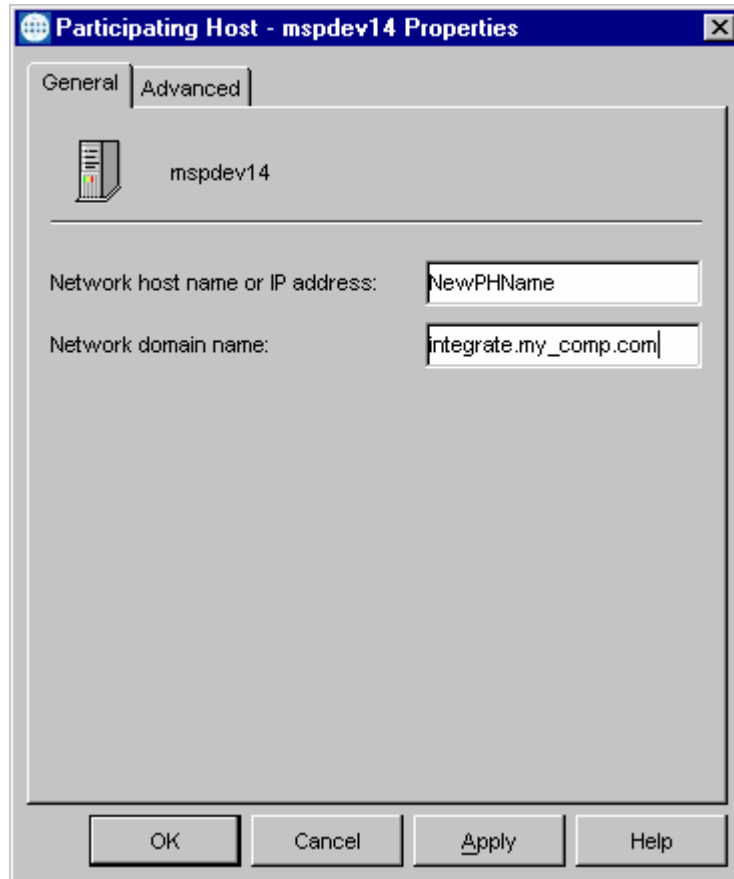 Participating Host - mspdev14 Properties
General Advanced
mspdev14
Network host name or IP address: NewPHName
Network domain name: integrate.my_comp.com
OK Cancel Apply Help